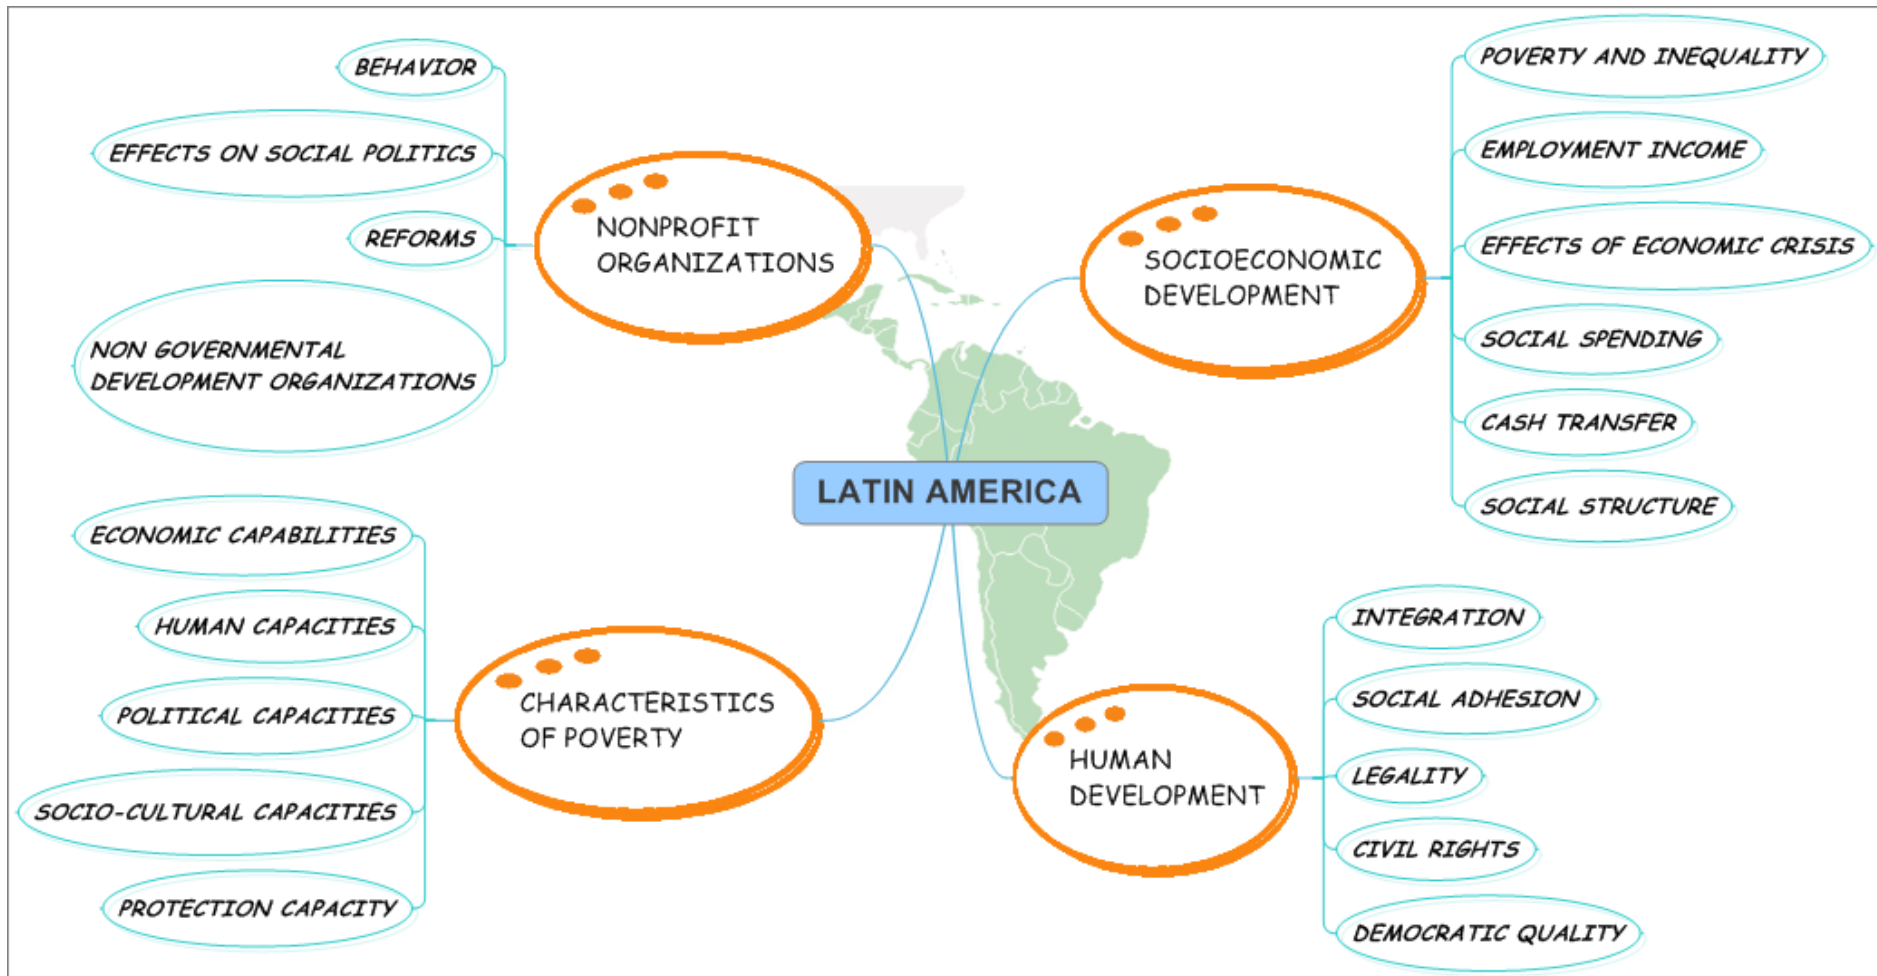 BEHAVIOR
EFFECTS ON SOCIAL POLITICS
REFORMS
NON GOVERNMENTAL
DEVELOPMENT ORGANIZATIONS
NONPROFIT
ORGANIZATIONS
SOCIOECONOMIC
DEVELOPMENT
POVERTY AND INEQUALITY
EMPLOYMENT INCOME
EFFECTS OF ECONOMIC CRISIS
SOCIAL SPENDING
CASH TRANSFER
SOCIAL STRUCTURE
LATIN AMERICA
ECONOMIC CAPABILITIES
HUMAN CAPACITIES
POLITICAL CAPACITIES
SOCIO-CULTURAL CAPACITIES
PROTECTION CAPACITY
CHARACTERISTICS
OF POVERTY
HUMAN
DEVELOPMENT
INTEGRATION
SOCIAL ADHESION
LEGALITY
CIVIL RIGHTS
DEMOCRATIC QUALITY